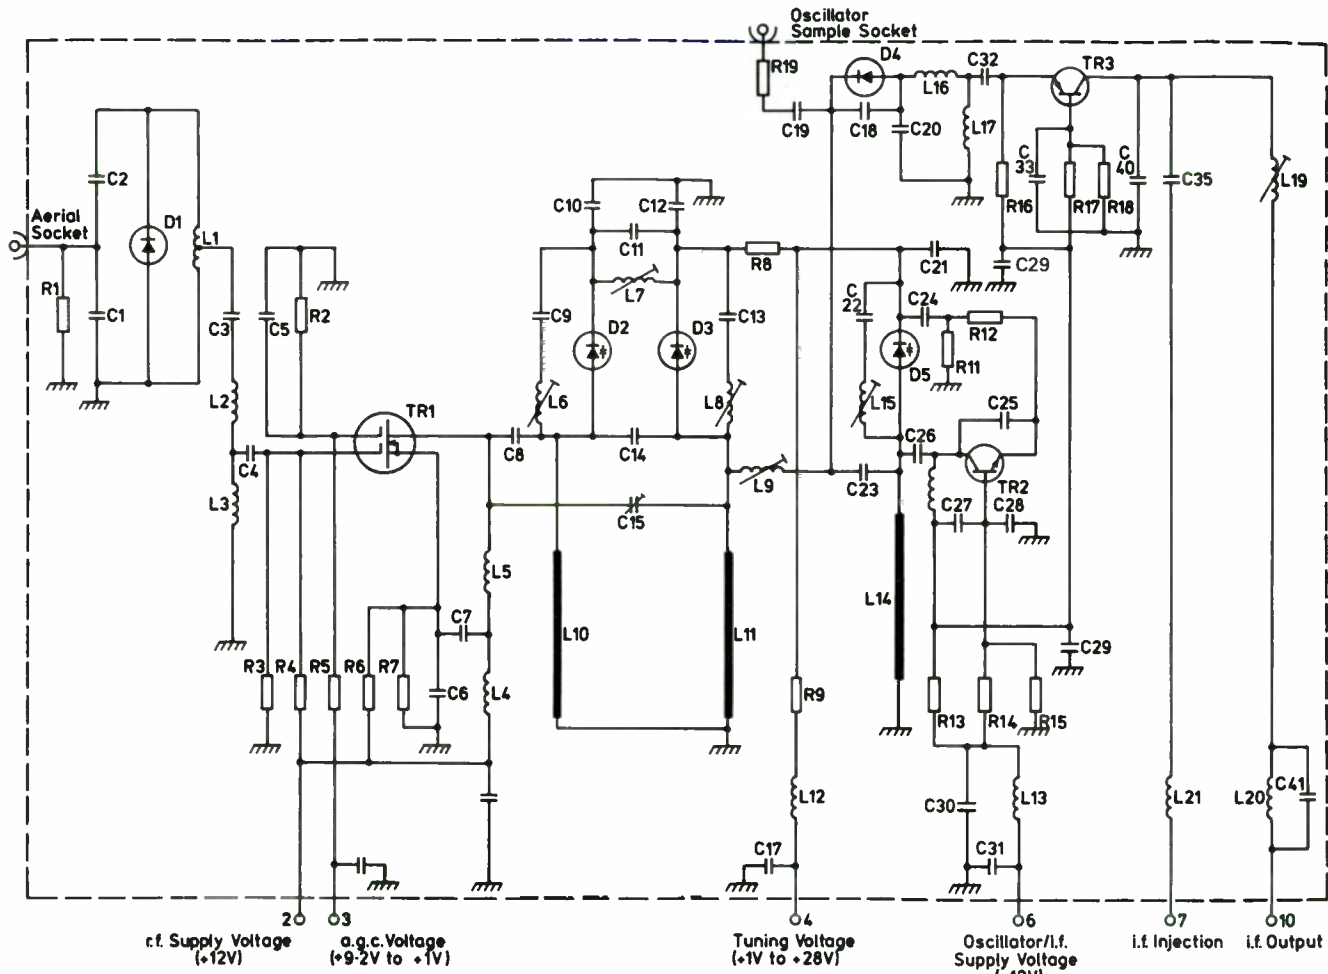 Oscillator
Sample Socket
R19
D4
C32
TR3
L16
C19
C18
C20
L17
C
33
C
40
C35
L19
R16
R17
R18
C2
Aerial
Socket
D1
L1
R1
C1
C3
C5
R2
C10
C12
C11
L7
R8
C21
C29
C9
D2
D3
C13
C
22
C24
R12
R11
D5
L2
L6
L8
L15
TR1
C25
C4
C8
C14
C26
L3
L9
C23
TR2
C15
C27
C28
L5
C7
L10
L11
L14
C29
R3
R4
R5
R6
R7
C6
L4
R9
R13
R14
R15
L12
C30
L13
L21
L20
C41
C17
C31
2
3
4
6
7
10
r.f. Supply Voltage
(+12V)
a.g.c. Voltage
(+9-2V to +1V)
Tuning Voltage
(+1V to +28V)
Oscillator/i.f.
Supply Voltage
i.f. Injection
i.f. Output